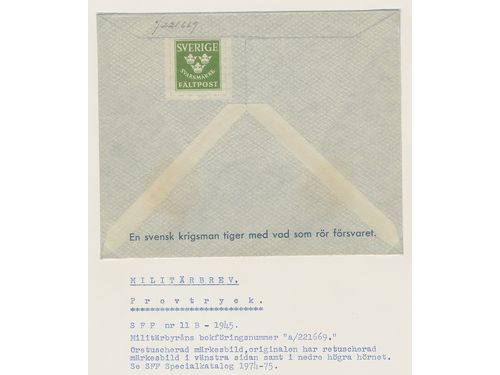 a/221669
SVERIGE
SVARSMÄRKE
FÄLTPOST
En svensk krigsman tiger med vad som rör försvaret.
MILITÄRBREV.
Provtryck.
**************************
SFF nr 11 B - 1945.
Militärbyråns bokföringsnummer "a/221669."
Oretuscherad märkesbild,originalen har retuscherad
märkesbild i vänstra sidan samt i nedre högra hörnet.
Se SFF Specialkatalog 1974-75.